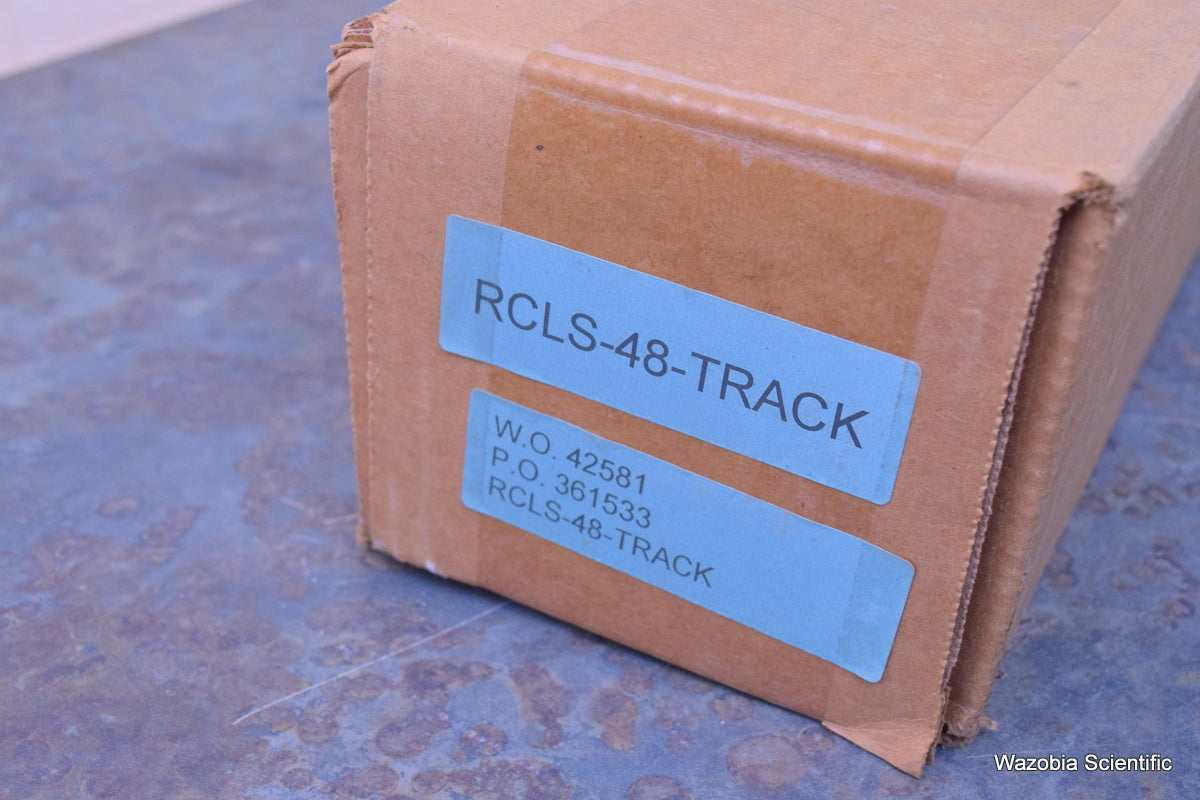 RCLS-48-TRACK
W.O. 42581
P.O. 361533
RCLS-48-TRACK
Wazobia Scientific